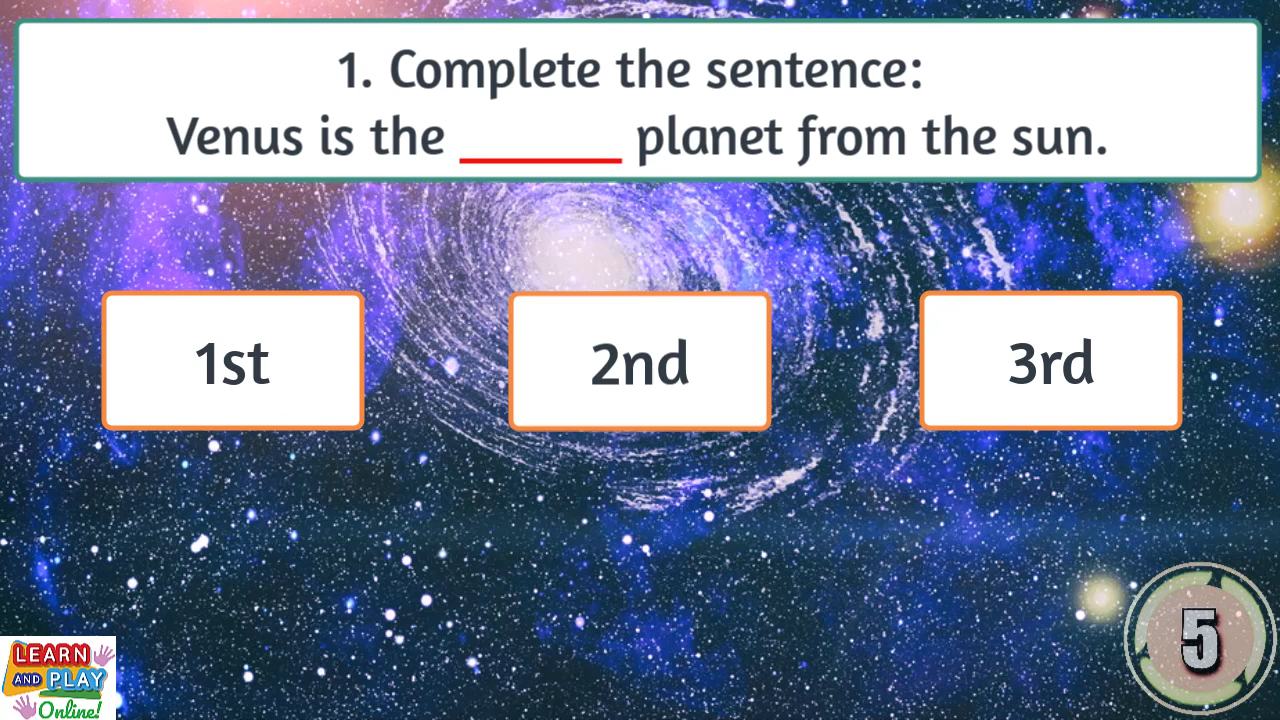 1. Complete the sentence:
Venus is the ______ planet from the sun.
1st
2nd
3rd
5
LEARN
AND PLAY
Online!